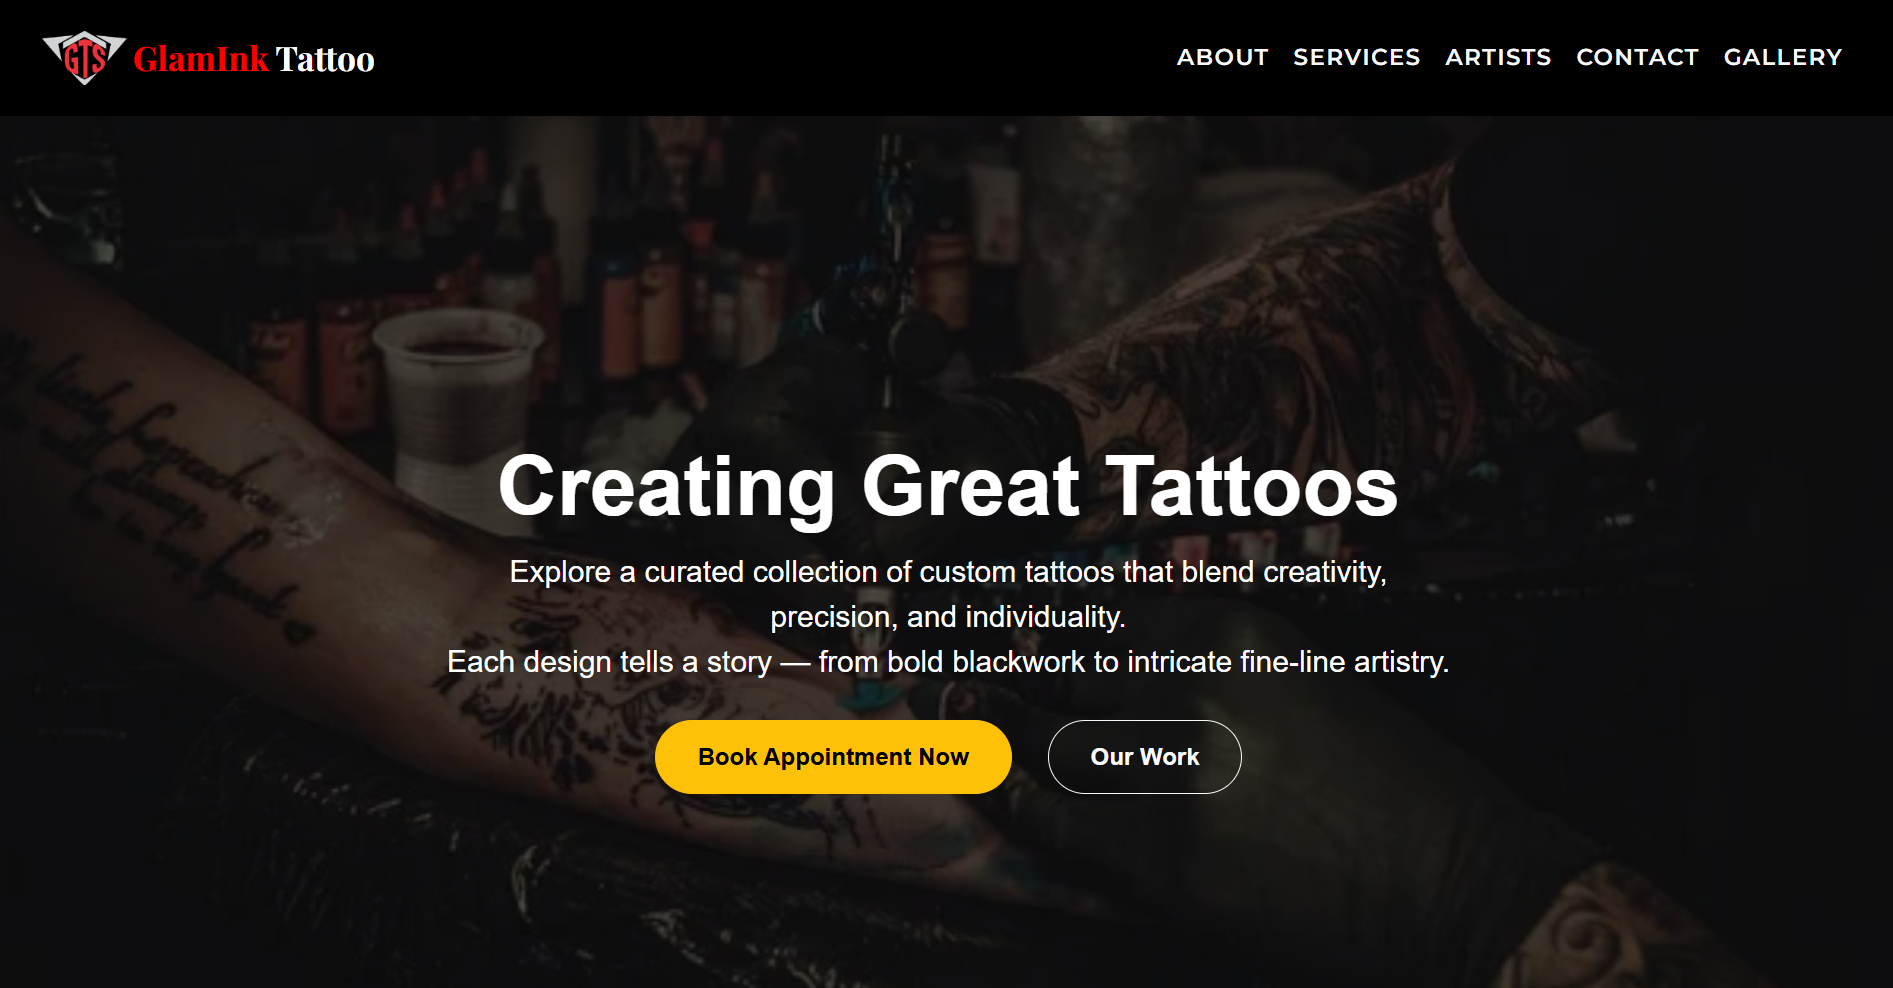 GTS
GlamInk Tattoo
ABOUT SERVICES ARTISTS CONTACT GALLERY
Creating Great Tattoos
Explore a curated collection of custom tattoos that blend creativity,
precision, and individuality.
Each design tells a story — from bold blackwork to intricate fine-line artistry.
Book Appointment Now
Our Work